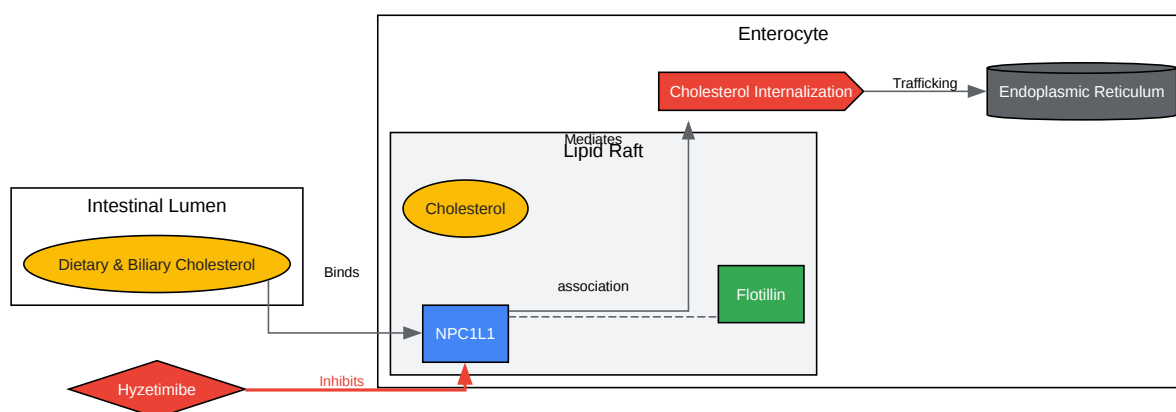 Enterocyte
Cholesterol Internalization
Trafficking
Endoplasmic Reticulum
Mediates
Lipid Raft
Intestinal Lumen
Cholesterol
Dietary & Biliary Cholesterol
Binds
association
Flotillin
NPC1L1
Hyzetimibe
Inhibits